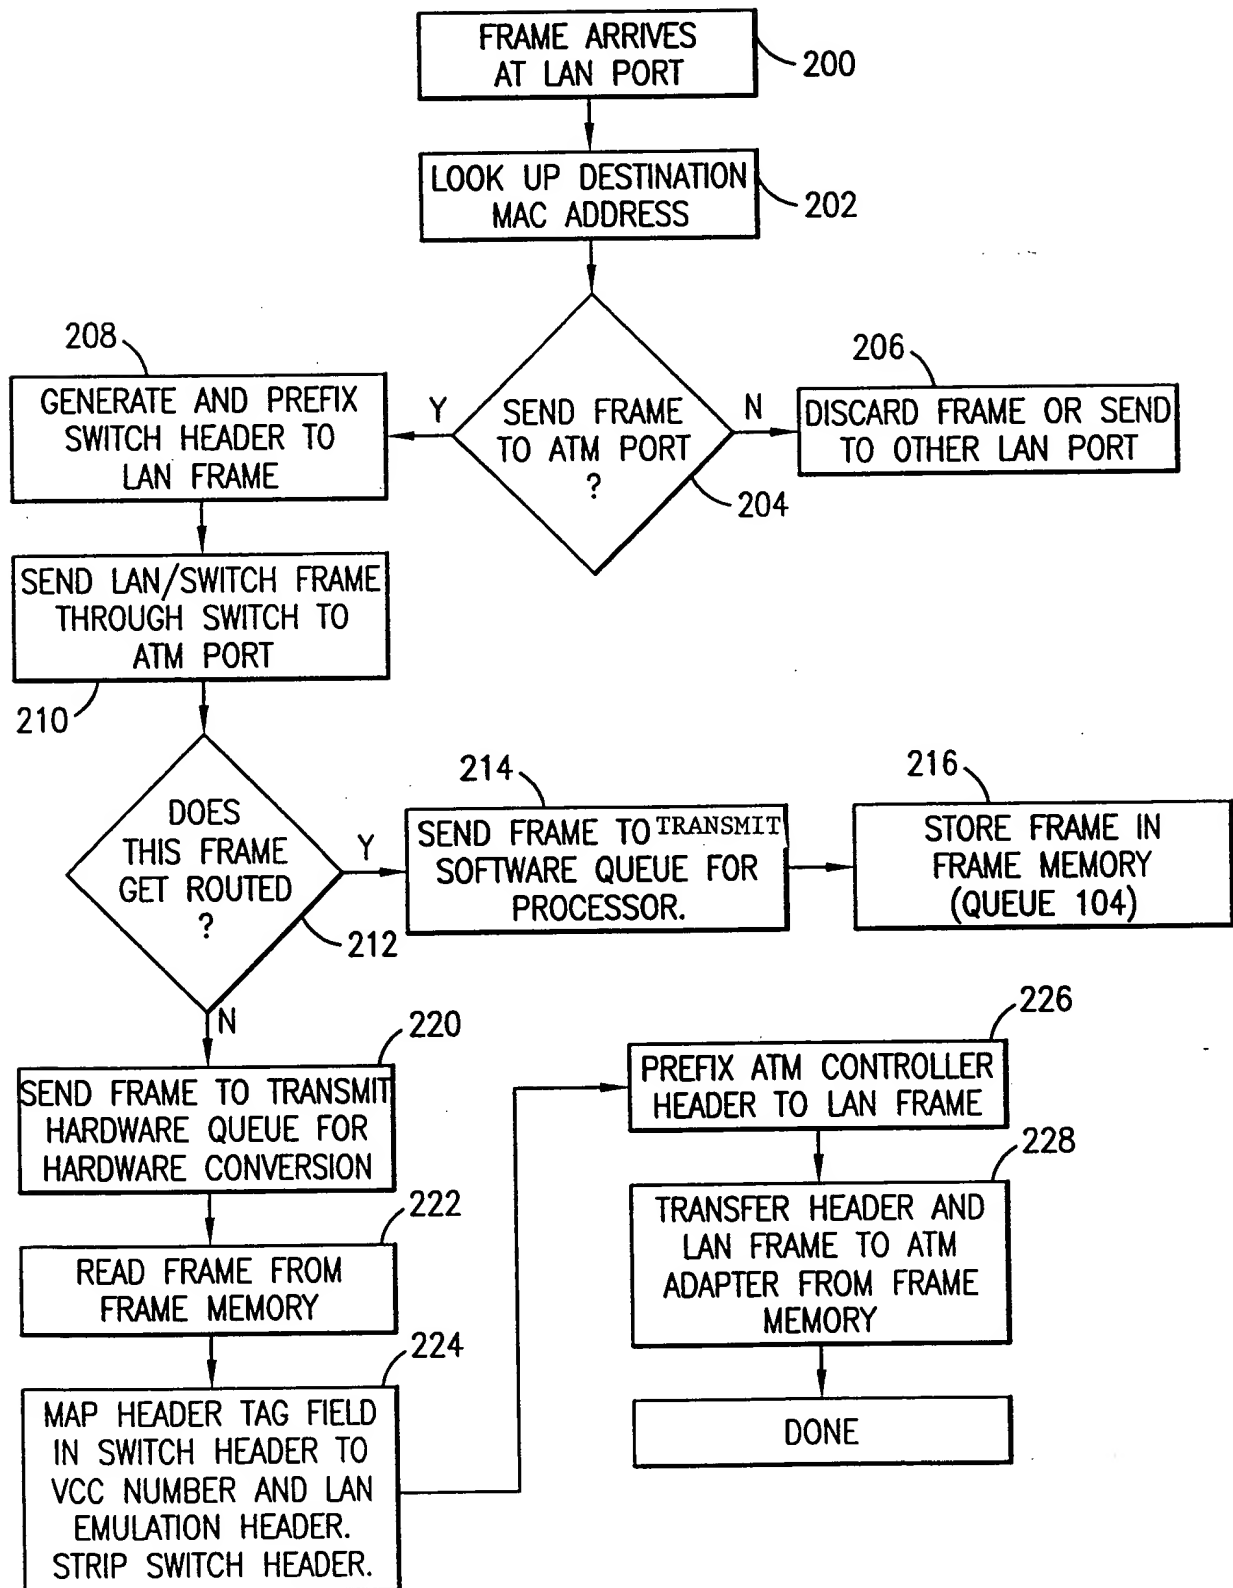 FRAME ARRIVES
AT LAN PORT
200
LOOK UP DESTINATION
MAC ADDRESS
202
208
GENERATE AND PREFIX
SWITCH HEADER TO
LAN FRAME
Y
SEND FRAME
TO ATM PORT
?
204
N
206
DISCARD FRAME OR SEND
TO OTHER LAN PORT
SEND LAN/SWITCH FRAME
THROUGH SWITCH TO
ATM PORT
210
DOES
THIS FRAME
GET ROUTED
?
212
Y
214
SEND FRAME TO TRANSMIT
SOFTWARE QUEUE FOR
PROCESSOR.
216
STORE FRAME IN
FRAME MEMORY
(QUEUE 104)
N
220
SEND FRAME TO TRANSMIT
HARDWARE QUEUE FOR
HARDWARE CONVERSION
222
READ FRAME FROM
FRAME MEMORY
224
MAP HEADER TAG FIELD
IN SWITCH HEADER TO
VCC NUMBER AND LAN
EMULATION HEADER.
STRIP SWITCH HEADER.
226
PREFIX ATM CONTROLLER
HEADER TO LAN FRAME
228
TRANSFER HEADER AND
LAN FRAME TO ATM
ADAPTER FROM FRAME
MEMORY
DONE